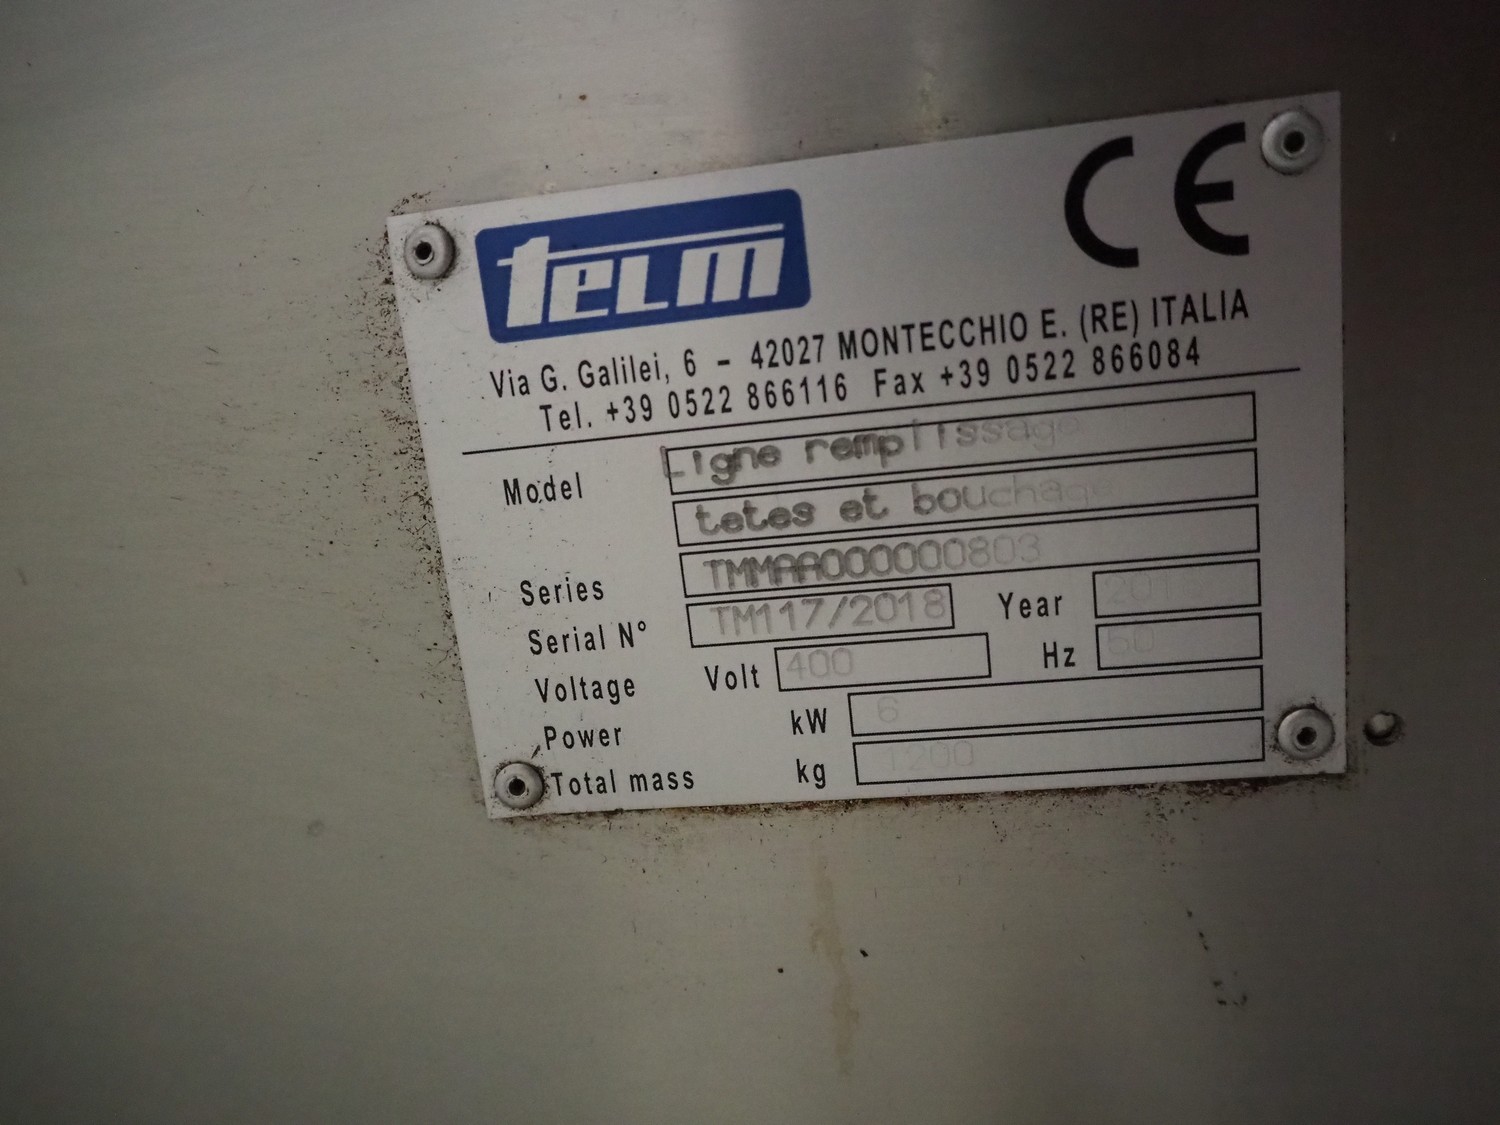 telm
CE
Via G. Galilei, 6 - 42027 MONTECCHIO E. (RE) ITALIA
Tel. +39 0522 866116 Fax +39 0522 866084
Model Ligne remplissage
tetes et bouchage
Series TMMAA000000803
Serial N° TM117/2018 Year
Voltage Volt 400 Hz 50
Power kW 6
Total mass kg 1200